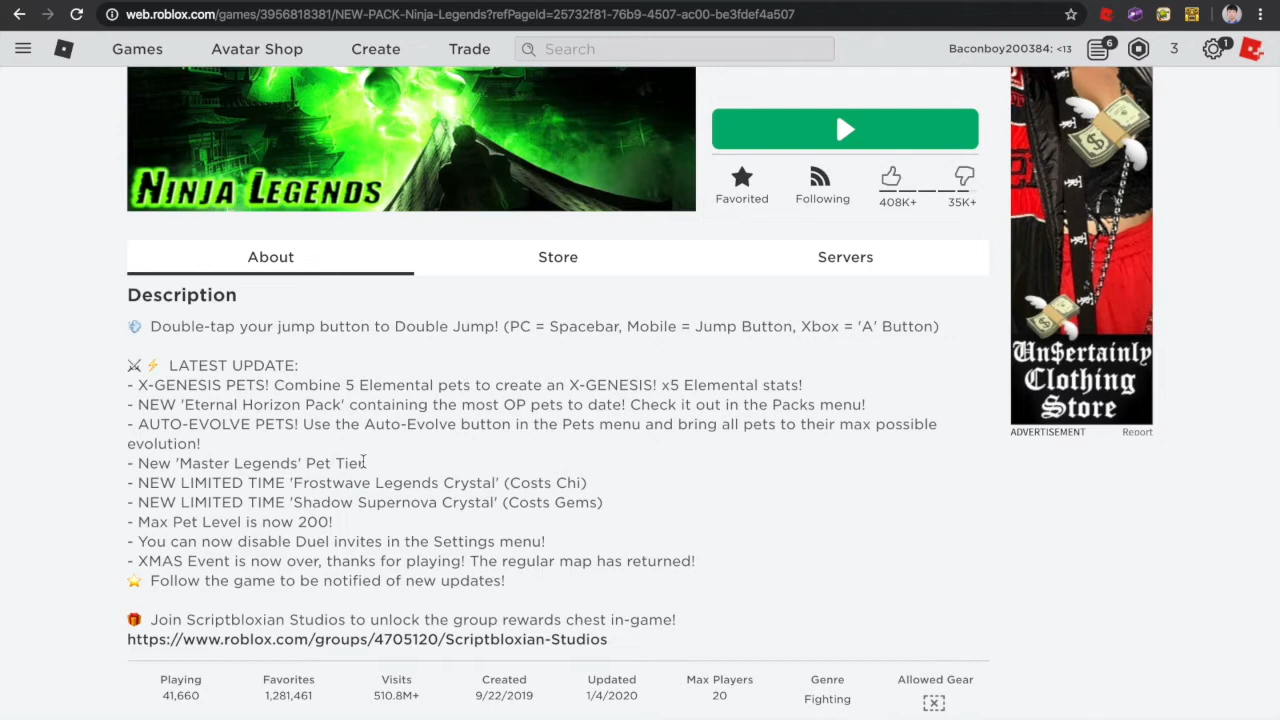 web.roblox.com/games/3956818381/NEW-PACK-Ninja-Legends?refPageId=25732f81-76b9-4507-ac00-be3fdef4a507
Games Avatar Shop Create Trade Search Baconboy200384: <13 6 3 1
NINJA LEGENDS
Favorited Following 408K+ 35K+
About Store Servers
Description
💨 Double-tap your jump button to Double Jump! (PC = Spacebar, Mobile = Jump Button, Xbox = 'A' Button)
⚔⚡ LATEST UPDATE:
- X-GENESIS PETS! Combine 5 Elemental pets to create an X-GENESIS! x5 Elemental stats!
- NEW 'Eternal Horizon Pack' containing the most OP pets to date! Check it out in the Packs menu!
- AUTO-EVOLVE PETS! Use the Auto-Evolve button in the Pets menu and bring all pets to their max possible
evolution!
- New 'Master Legends' Pet Tier
- NEW LIMITED TIME 'Frostwave Legends Crystal' (Costs Chi)
- NEW LIMITED TIME 'Shadow Supernova Crystal' (Costs Gems)
- Max Pet Level is now 200!
- You can now disable Duel invites in the Settings menu!
- XMAS Event is now over, thanks for playing! The regular map has returned!
⭐ Follow the game to be notified of new updates!
🎁 Join Scriptbloxian Studios to unlock the group rewards chest in-game!
https://www.roblox.com/groups/4705120/Scriptbloxian-Studios
Playing Favorites Visits Created Updated Max Players Genre Allowed Gear
41,660 1,281,461 510.8M+ 9/22/2019 1/4/2020 20 Fighting
Un$ertainly
Clothing
Store
ADVERTISEMENT Report